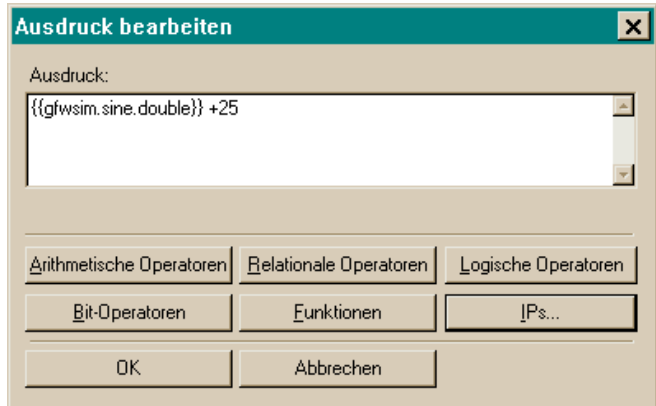 Ausdruck bearbeiten
Ausdruck:
{{gfwsim.sine.double}} +25
Arithmetische Operatoren Relationale Operatoren Logische Operatoren
Bit-Operatoren Funktionen IPs...
OK Abbrechen